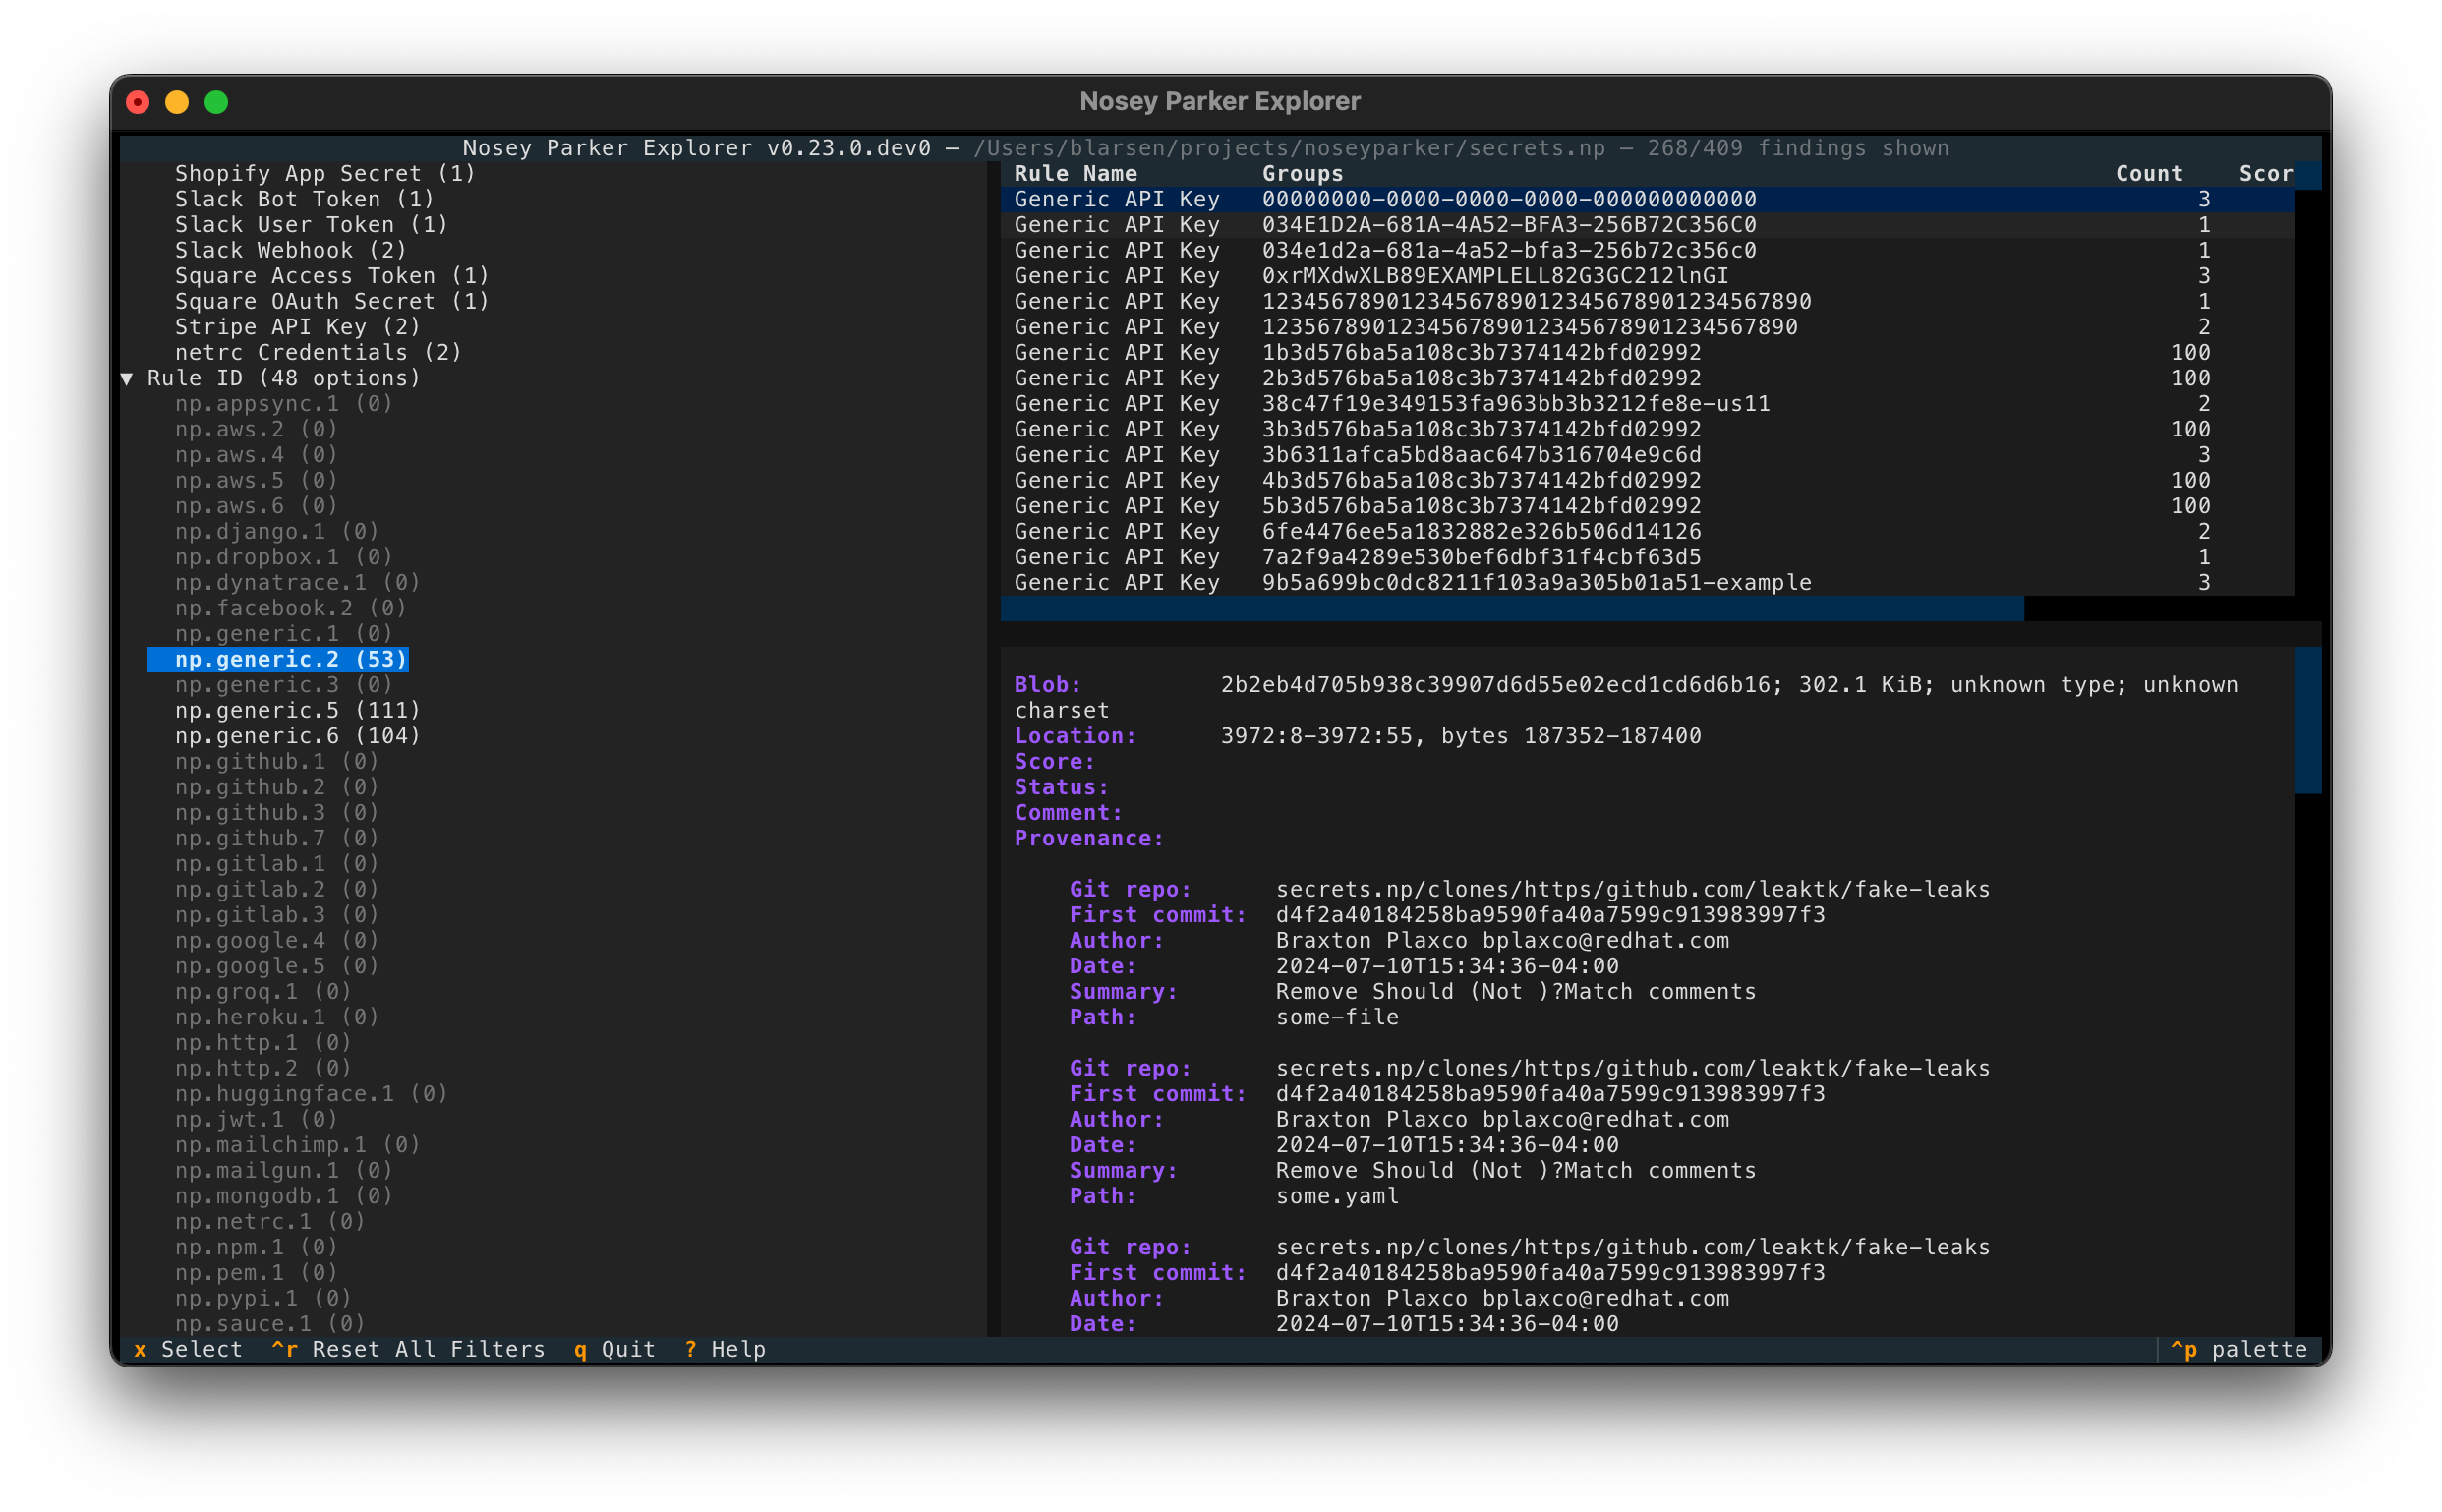 Nosey Parker Explorer
Nosey Parker Explorer v0.23.0.dev0 — /Users/blarsen/projects/noseyparker/secrets.np — 268/409 findings shown
Shopify App Secret (1)
Slack Bot Token (1)
Slack User Token (1)
Slack Webhook (2)
Square Access Token (1)
Square OAuth Secret (1)
Stripe API Key (2)
netrc Credentials (2)
▼ Rule ID (48 options)
np.appsync.1 (0)
np.aws.2 (0)
np.aws.4 (0)
np.aws.5 (0)
np.aws.6 (0)
np.django.1 (0)
np.dropbox.1 (0)
np.dynatrace.1 (0)
np.facebook.2 (0)
np.generic.1 (0)
np.generic.2 (53)
np.generic.3 (0)
np.generic.5 (111)
np.generic.6 (104)
np.github.1 (0)
np.github.2 (0)
np.github.3 (0)
np.github.7 (0)
np.gitlab.1 (0)
np.gitlab.2 (0)
np.gitlab.3 (0)
np.google.4 (0)
np.google.5 (0)
np.groq.1 (0)
np.heroku.1 (0)
np.http.1 (0)
np.http.2 (0)
np.huggingface.1 (0)
np.jwt.1 (0)
np.mailchimp.1 (0)
np.mailgun.1 (0)
np.mongodb.1 (0)
np.netrc.1 (0)
np.npm.1 (0)
np.pem.1 (0)
np.pypi.1 (0)
np.sauce.1 (0)
Rule Name Groups Count Scor
Generic API Key 00000000-0000-0000-0000-000000000000 3
Generic API Key 034E1D2A-681A-4A52-BFA3-256B72C356C0 1
Generic API Key 034e1d2a-681a-4a52-bfa3-256b72c356c0 1
Generic API Key 0xrMXdwXLB89EXAMPLELL82G3GC212lnGI 3
Generic API Key 1234567890123456789012345678901234567890 1
Generic API Key 123567890123456789012345678901234567890 2
Generic API Key 1b3d576ba5a108c3b7374142bfd02992 100
Generic API Key 2b3d576ba5a108c3b7374142bfd02992 100
Generic API Key 38c47f19e349153fa963bb3b3212fe8e-us11 2
Generic API Key 3b3d576ba5a108c3b7374142bfd02992 100
Generic API Key 3b6311afca5bd8aac647b316704e9c6d 3
Generic API Key 4b3d576ba5a108c3b7374142bfd02992 100
Generic API Key 5b3d576ba5a108c3b7374142bfd02992 100
Generic API Key 6fe4476ee5a1832882e326b506d14126 2
Generic API Key 7a2f9a4289e530bef6dbf31f4cbf63d5 1
Generic API Key 9b5a699bc0dc8211f103a9a305b01a51-example 3
Blob: 2b2eb4d705b938c39907d6d55e02ecd1cd6d6b16; 302.1 KiB; unknown type; unknown
charset
Location: 3972:8-3972:55, bytes 187352-187400
Score:
Status:
Comment:
Provenance:
Git repo: secrets.np/clones/https/github.com/leaktk/fake-leaks
First commit: d4f2a40184258ba9590fa40a7599c913983997f3
Author: Braxton Plaxco bplaxco@redhat.com
Date: 2024-07-10T15:34:36-04:00
Summary: Remove Should (Not )?Match comments
Path: some-file
Git repo: secrets.np/clones/https/github.com/leaktk/fake-leaks
First commit: d4f2a40184258ba9590fa40a7599c913983997f3
Author: Braxton Plaxco bplaxco@redhat.com
Date: 2024-07-10T15:34:36-04:00
Summary: Remove Should (Not )?Match comments
Path: some.yaml
Git repo: secrets.np/clones/https/github.com/leaktk/fake-leaks
First commit: d4f2a40184258ba9590fa40a7599c913983997f3
Author: Braxton Plaxco bplaxco@redhat.com
Date: 2024-07-10T15:34:36-04:00
x Select ^r Reset All Filters q Quit ? Help ^p palette